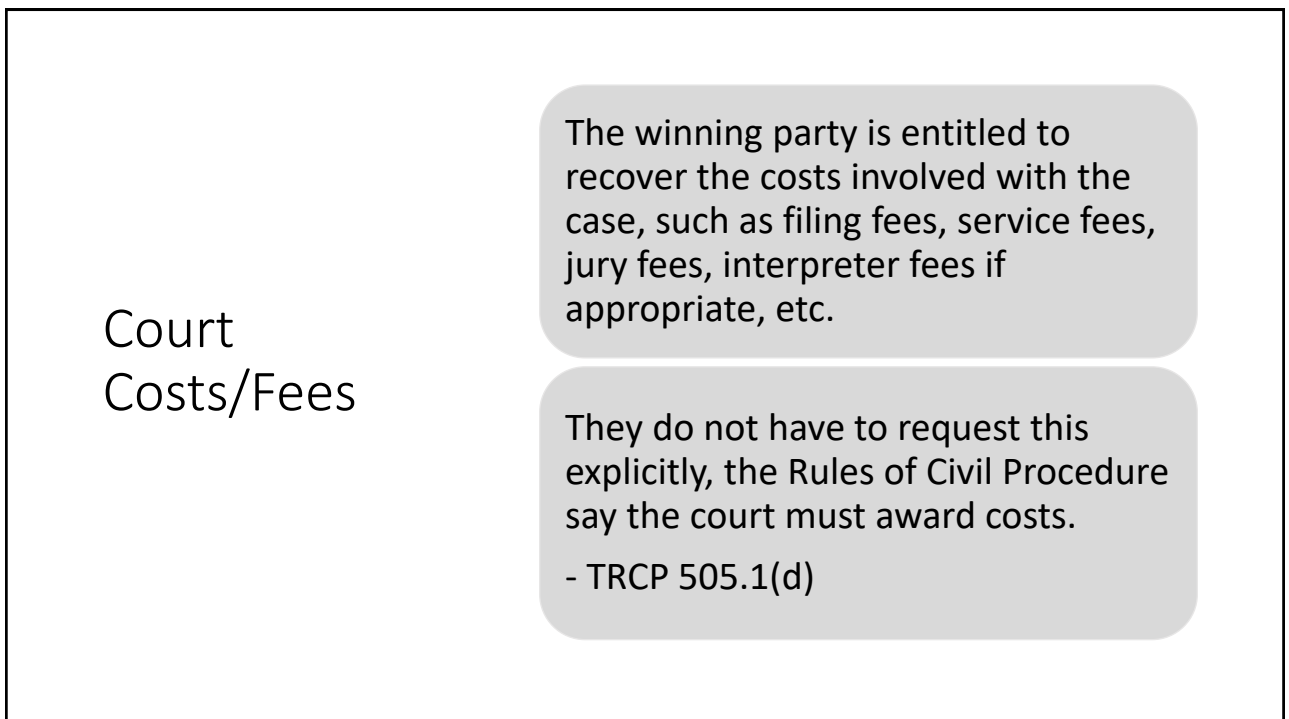 Court
Costs/Fees
The winning party is entitled to
recover the costs involved with the
case, such as filing fees, service fees,
jury fees, interpreter fees if
appropriate, etc.
They do not have to request this
explicitly, the Rules of Civil Procedure
say the court must award costs.
- TRCP 505.1(d)